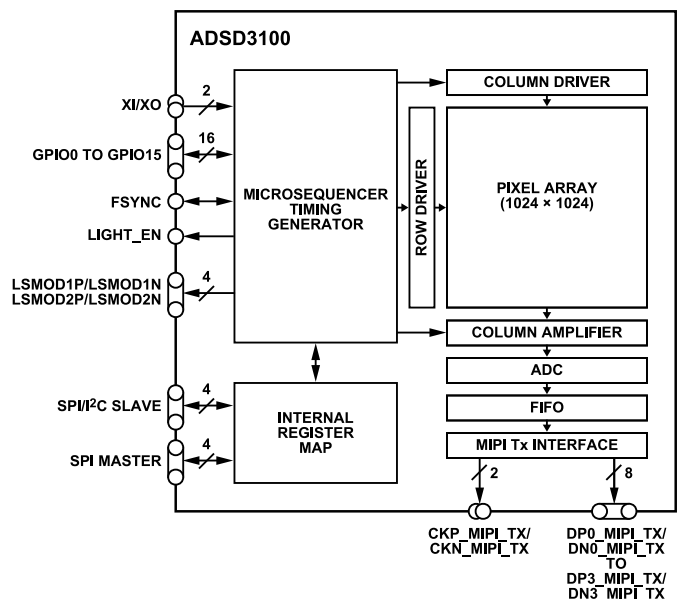 ADSD3100
XI/XO
2
GPIO0 TO GPIO15
16
FSYNC
LIGHT_EN
LSMOD1P/LSMOD1N
LSMOD2P/LSMOD2N
4
MICROSEQUENCER
TIMING
GENERATOR
COLUMN DRIVER
ROW DRIVER
PIXEL ARRAY
(1024 × 1024)
COLUMN AMPLIFIER
ADC
FIFO
MIPI Tx INTERFACE
SPI/I²C SLAVE
4
SPI MASTER
4
INTERNAL
REGISTER
MAP
2
8
CKP_MIPI_TX/
CKN_MIPI_TX
DP0_MIPI_TX/
DN0_MIPI_TX
TO
DP3_MIPI_TX/
DN3_MIPI_TX